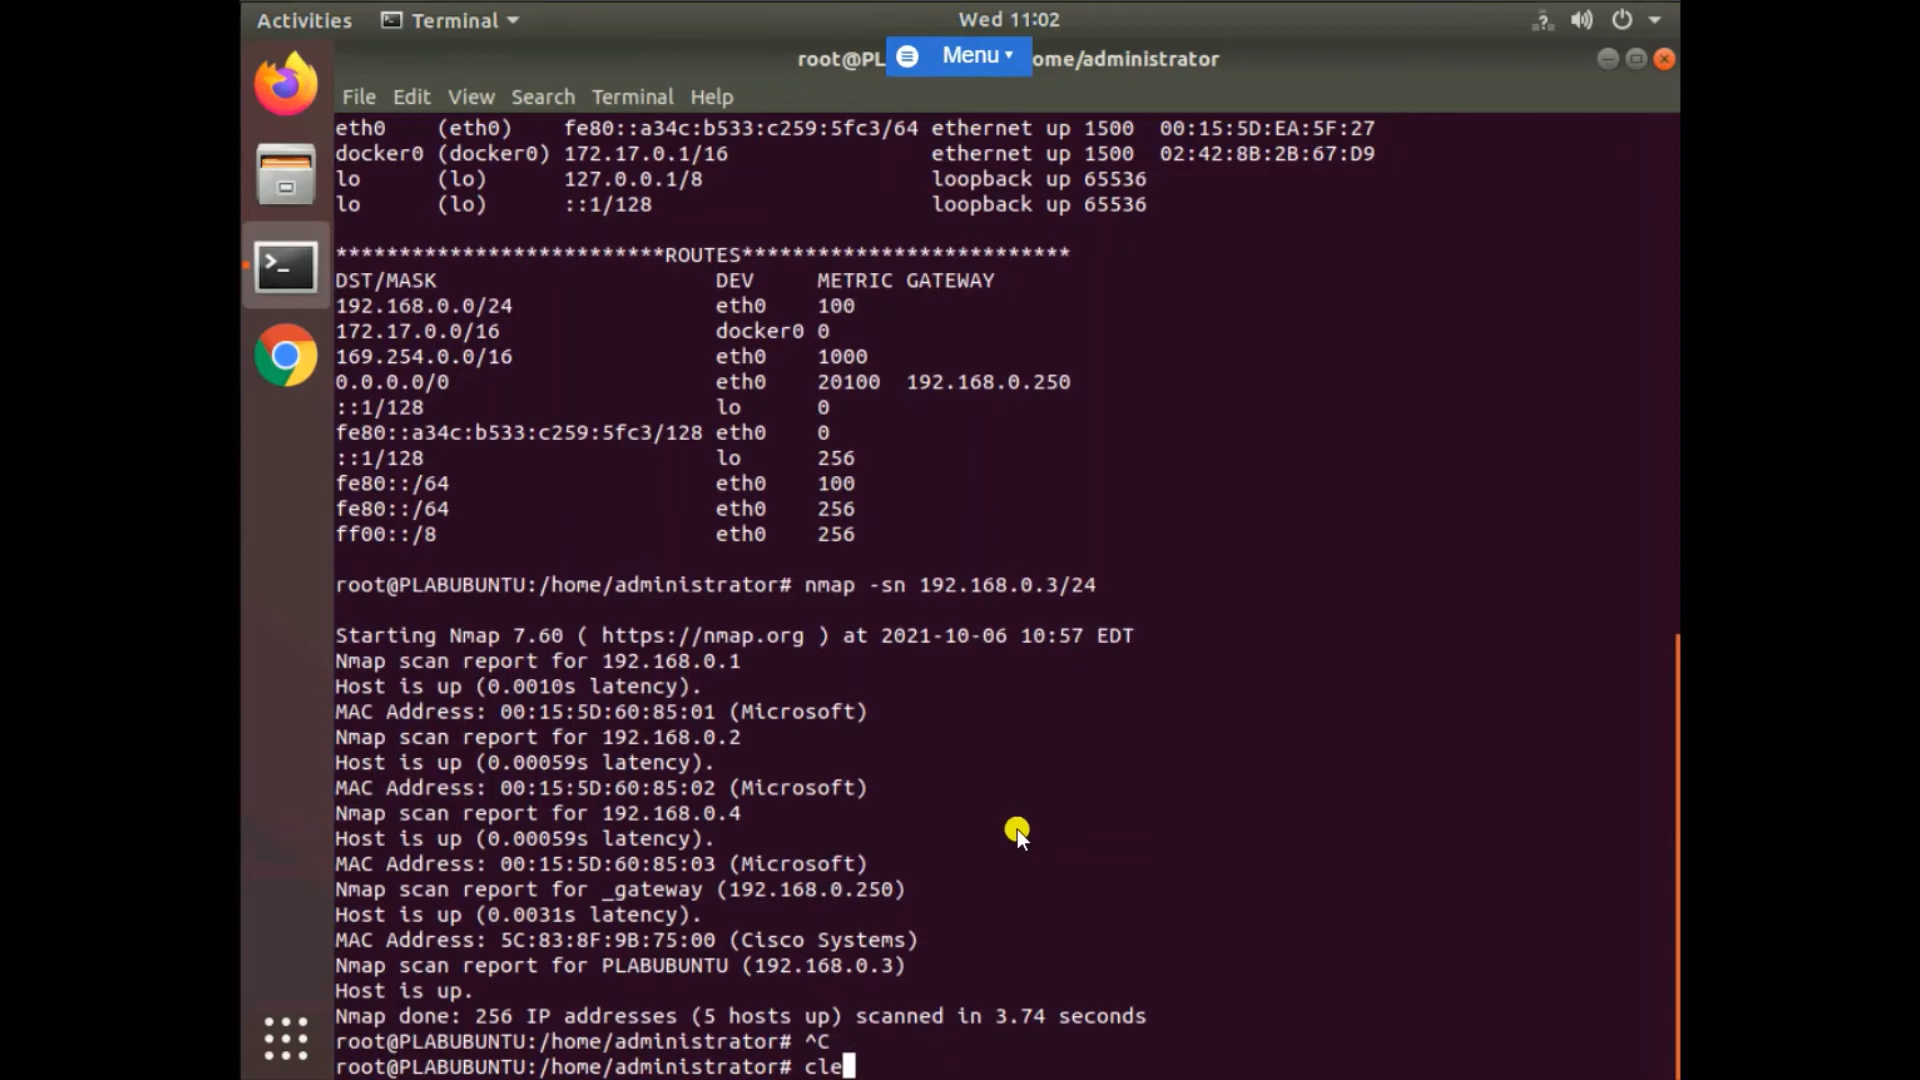 Activities Terminal Wed 11:02
root@PL Menu ome/administrator
File Edit View Search Terminal Help
eth0 (eth0) fe80::a34c:b533:c259:5fc3/64 ethernet up 1500 00:15:5D:EA:5F:27
docker0 (docker0) 172.17.0.1/16 ethernet up 1500 02:42:8B:2B:67:D9
lo (lo) 127.0.0.1/8 loopback up 65536
lo (lo) ::1/128 loopback up 65536
**************************ROUTES**************************
DST/MASK DEV METRIC GATEWAY
192.168.0.0/24 eth0 100
172.17.0.0/16 docker0 0
169.254.0.0/16 eth0 1000
0.0.0.0/0 eth0 20100 192.168.0.250
::1/128 lo 0
fe80::a34c:b533:c259:5fc3/128 eth0 0
::1/128 lo 256
fe80::/64 eth0 100
fe80::/64 eth0 256
ff00::/8 eth0 256
root@PLABUBUNTU:/home/administrator# nmap -sn 192.168.0.3/24
Starting Nmap 7.60 ( https://nmap.org ) at 2021-10-06 10:57 EDT
Nmap scan report for 192.168.0.1
Host is up (0.0010s latency).
MAC Address: 00:15:5D:60:85:01 (Microsoft)
Nmap scan report for 192.168.0.2
Host is up (0.00059s latency).
MAC Address: 00:15:5D:60:85:02 (Microsoft)
Nmap scan report for 192.168.0.4
Host is up (0.00059s latency).
MAC Address: 00:15:5D:60:85:03 (Microsoft)
Nmap scan report for _gateway (192.168.0.250)
Host is up (0.0031s latency).
MAC Address: 5C:83:8F:9B:75:00 (Cisco Systems)
Nmap scan report for PLABUBUNTU (192.168.0.3)
Host is up.
Nmap done: 256 IP addresses (5 hosts up) scanned in 3.74 seconds
root@PLABUBUNTU:/home/administrator# ^C
root@PLABUBUNTU:/home/administrator# cle